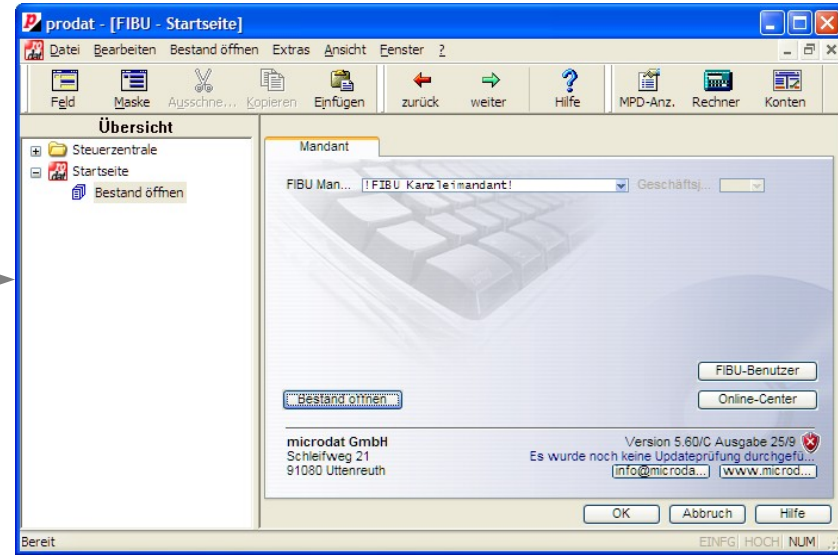 prodat - [FIBU - Startseite]
Datei Bearbeiten Bestand öffnen Extras Ansicht Fenster ?
Feld Maske Ausschne... Kopieren Einfügen zurück weiter Hilfe MPD-Anz. Rechner Konten
Übersicht
Steuerzentrale
Startseite
Bestand öffnen
Mandant
FIBU Man... !FIBU Kanzleimandant! Geschäftsj...
FIBU-Benutzer
Bestand öffnen Online-Center
microdat GmbH Version 5.60/C Ausgabe 25/9
Schleifweg 21 Es wurde noch keine Updateprüfung durchgefü...
91080 Uttenreuth info@microda... www.microd...
OK Abbruch Hilfe
Bereit EINFG HOCH NUM